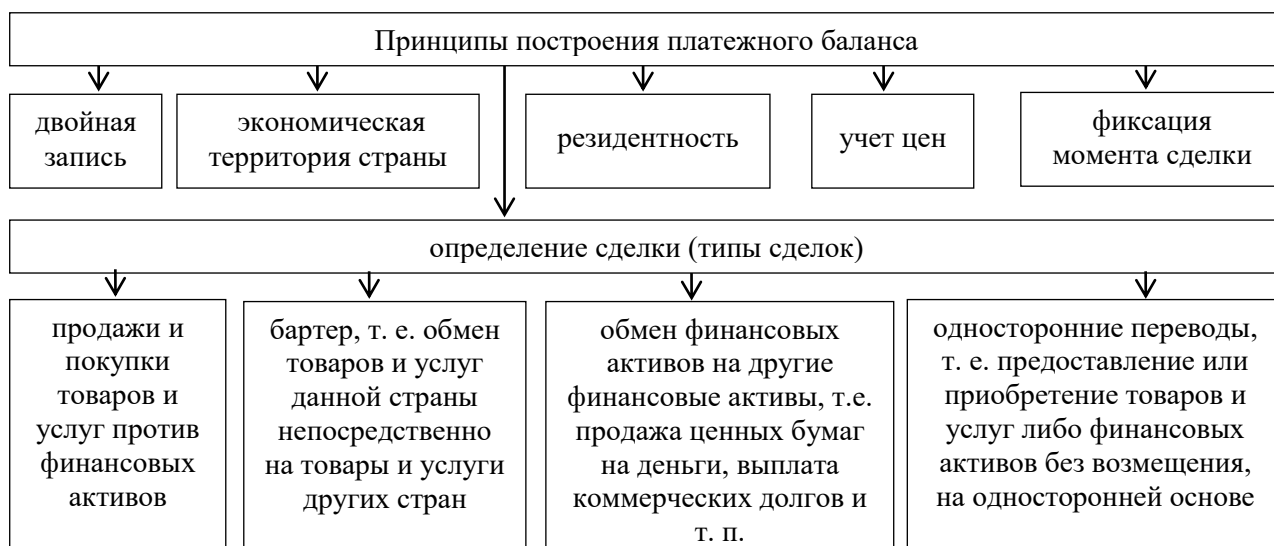 Принципы построения платежного баланса
двойная
запись
экономическая
территория страны
резидентность
учет цен
фиксация
момента сделки
определение сделки (типы сделок)
продажи и
покупки
товаров и
услуг против
финансовых
активов
бартер, т. е. обмен
товаров и услуг
данной страны
непосредственно
на товары и услуги
других стран
обмен финансовых
активов на другие
финансовые активы, т.е.
продажа ценных бумаг
на деньги, выплата
коммерческих долгов и
т. п.
односторонние переводы,
т. е. предоставление или
приобретение товаров и
услуг либо финансовых
активов без возмещения,
на односторонней основе